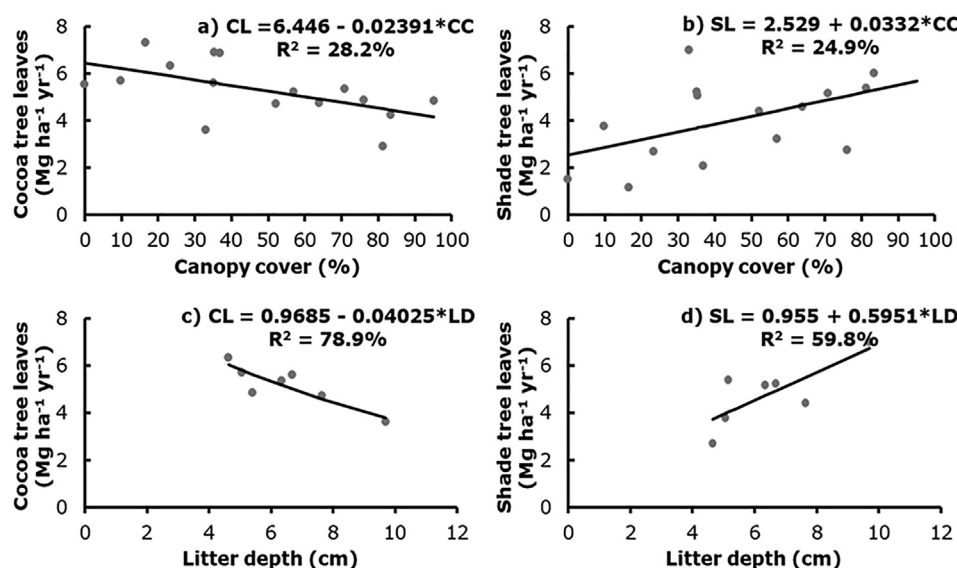 a) CL =6.446 - 0.02391*CC
R² = 28.2%
Cocoa tree leaves
(Mg ha⁻¹ yr⁻¹)
8
6
4
2
0
0 10 20 30 40 50 60 70 80 90 100
Canopy cover (%)
b) SL = 2.529 + 0.0332*CC
R² = 24.9%
Shade tree leaves
(Mg ha⁻¹ yr⁻¹)
8
6
4
2
0
0 10 20 30 40 50 60 70 80 90 100
Canopy cover (%)
c) CL = 0.9685 - 0.04025*LD
R² = 78.9%
Cocoa tree leaves
(Mg ha⁻¹ yr⁻¹)
8
6
4
2
0
0 2 4 6 8 10 12
Litter depth (cm)
d) SL = 0.955 + 0.5951*LD
R² = 59.8%
Shade tree leaves
(Mg ha⁻¹ yr⁻¹)
8
6
4
2
0
0 2 4 6 8 10 12
Litter depth (cm)